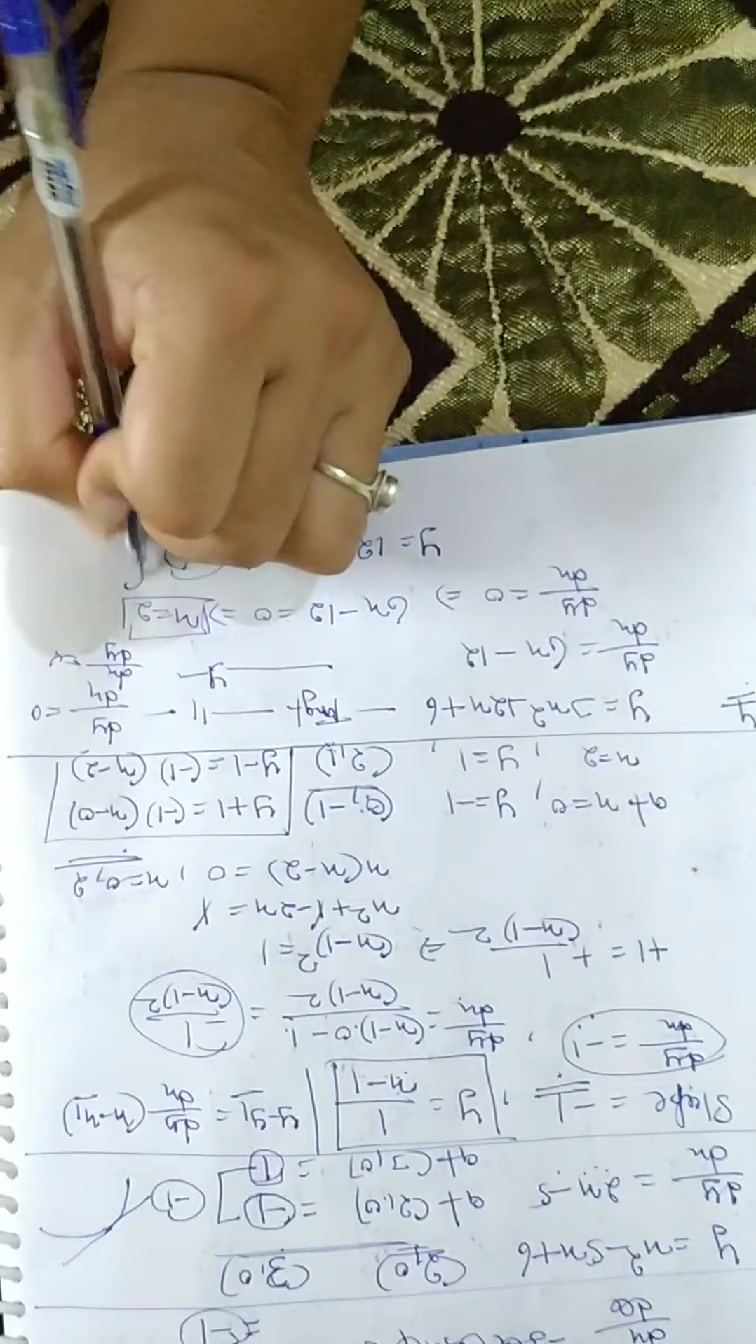 y = x² - 5x + 6 (2,0) (3,0)
dy/dx = 2x - 5 at (2,0) = -1
at (3,0) = 1 -1
Slope = -1, y = 1/(x-1) y - y₁ = dy/dx (x - x₁)
dy/dx = -1, dy/dx = ((x-1)·0 - 1)/(x-1)² = -1/(x-1)²
+1 = +1/(x-1)² ⇒ (x-1)² = 1
x² + 1 - 2x = 1
x(x-2) = 0, x = 0, 2
at x = 0, y = -1 (0,-1) y + 1 = (-1)(x-0)
x = 2, y = 1, (2,1) y - 1 = (-1)(x-2)
y = 3x² - 12x + 6 — Tangt — 11 — dy/dx = 0
dy/dx = 6x - 12
dy/dx = 0 ⇒ 6x - 12 = 0 ⇒ x = 2
y = 12